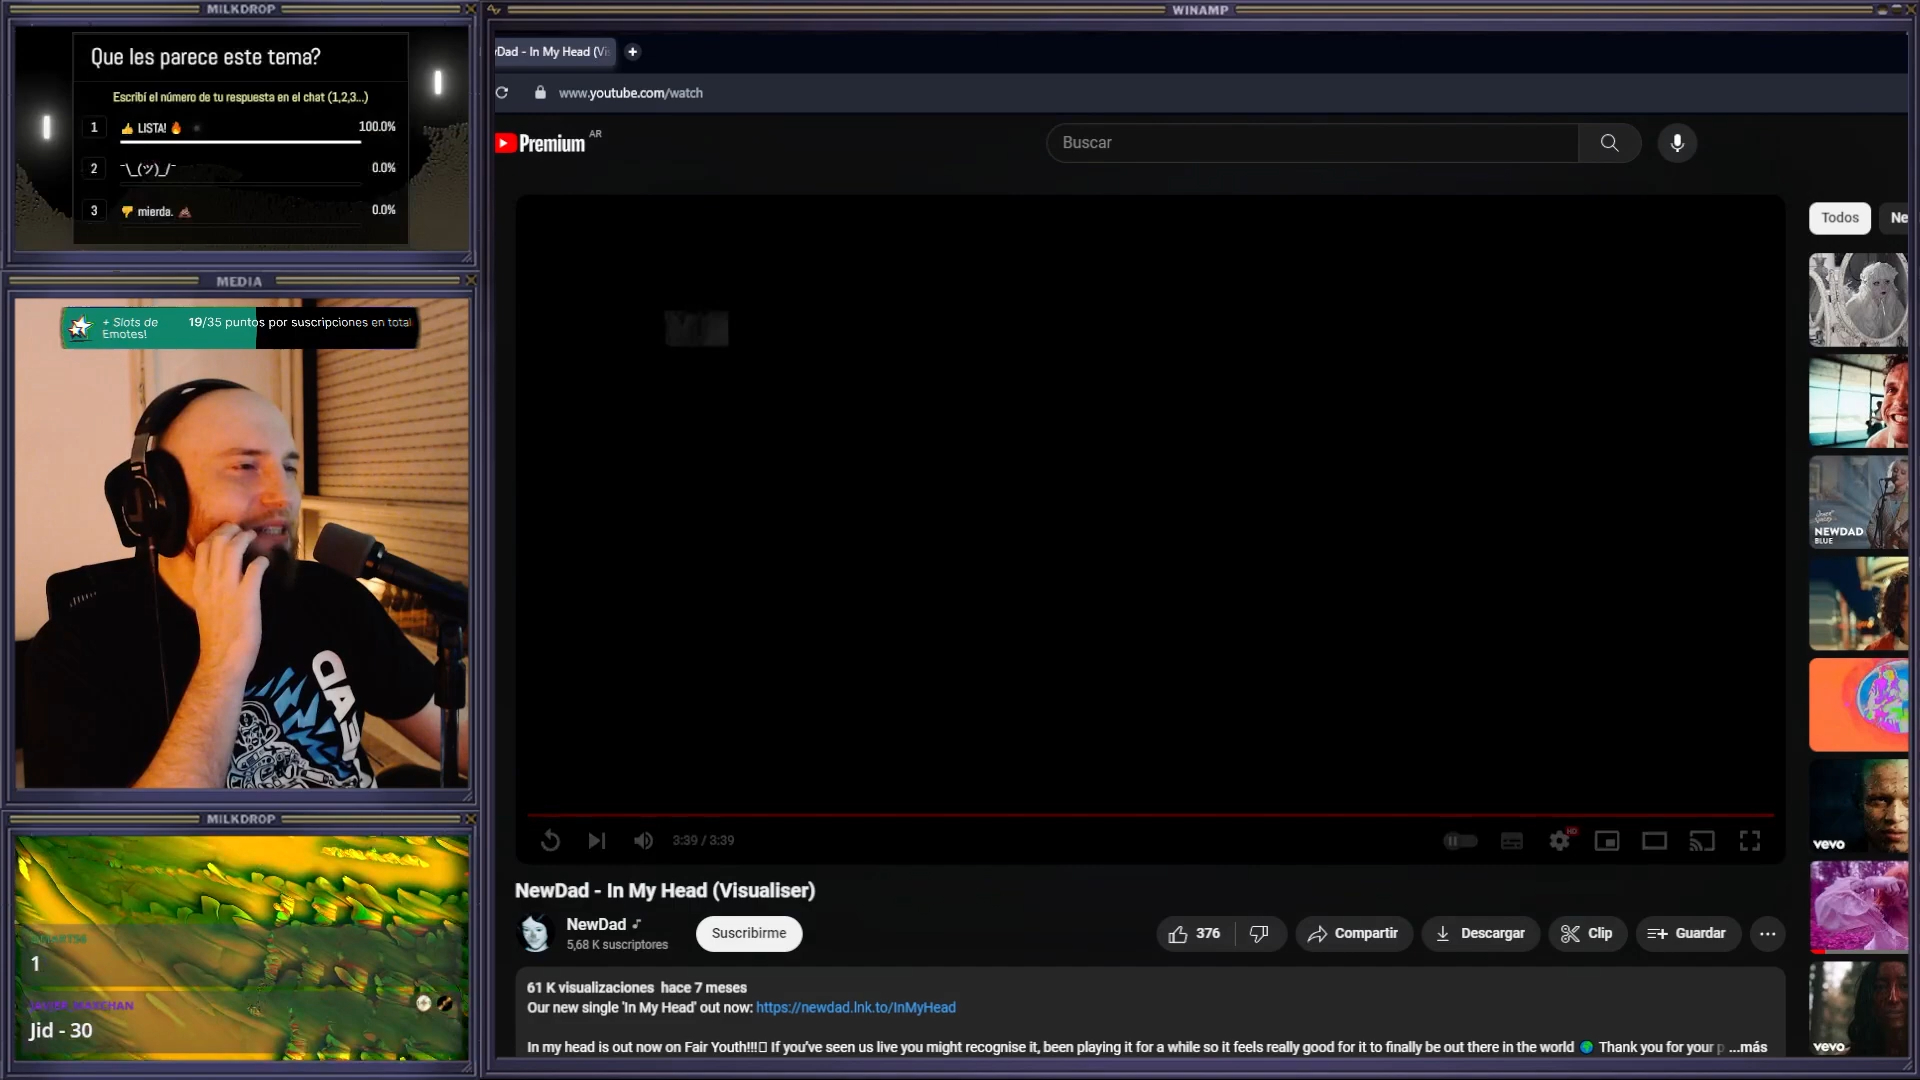 MILKDROP
Que les parece este tema?
Escribí el número de tu respuesta en el chat (1,2,3...)
1 👍 LISTA! 🔥 100.0%
2 ¯\_(ツ)_/¯ 0.0%
3 👎 mierda. 💩 0.0%
MEDIA
+ Slots de Emotes!
19/35 puntos por suscripciones en total
MILKDROP
1
Jid - 30
WINAMP
Dad - In My Head (Vi
www.youtube.com/watch
Premium AR
Buscar
Todos
Ne
NEWDAD
BLUE
vevo
vevo
3:39 / 3:39
HD
NewDad - In My Head (Visualiser)
NewDad
5,68 K suscriptores
Suscribirme
376
Compartir
Descargar
Clip
Guardar
61 K visualizaciones hace 7 meses
Our new single 'In My Head' out now: https://newdad.lnk.to/InMyHead
In my head is out now on Fair Youth!!! If you've seen us live you might recognise it, been playing it for a while so it feels really good for it to finally be out there in the world 🌎 Thank you for your p ...más